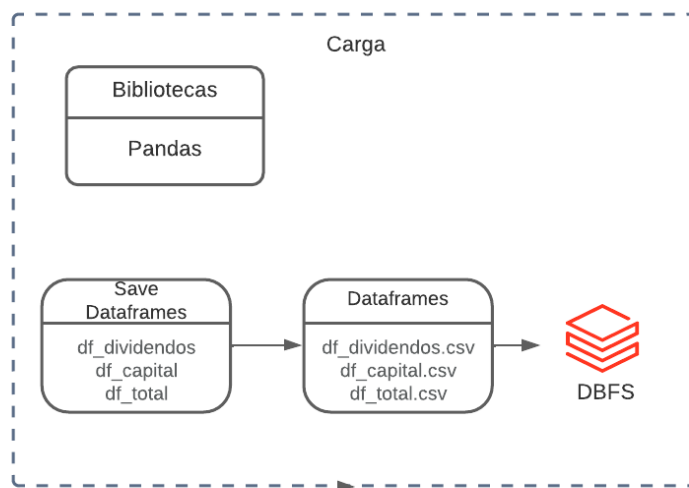 Carga
Bibliotecas
Pandas
Save
Dataframes
df_dividendos
df_capital
df_total
Dataframes
df_dividendos.csv
df_capital.csv
df_total.csv
DBFS